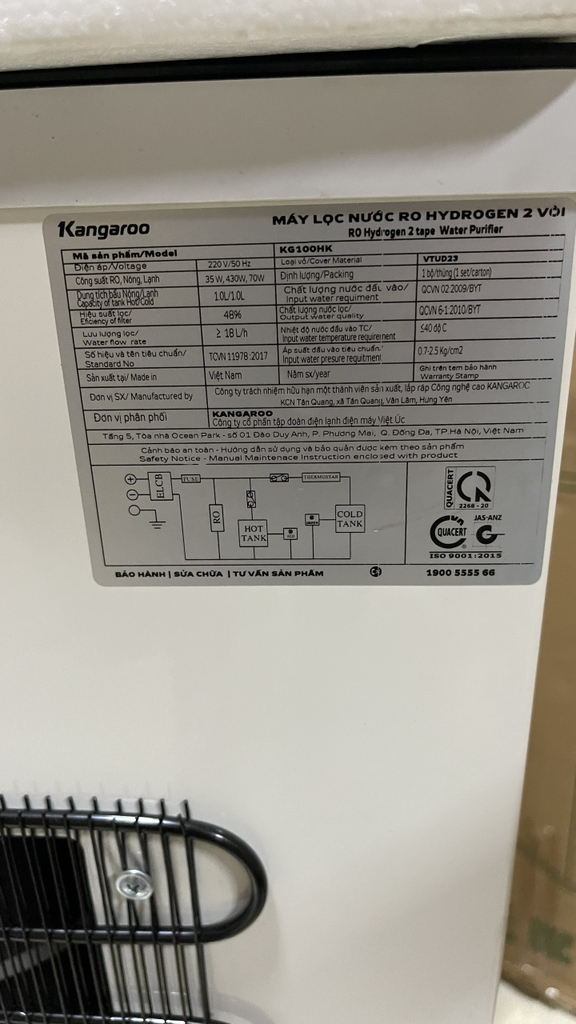 Kangaroo
MÁY LỌC NƯỚC RO HYDROGEN 2 VÒI
RO Hydrogen 2 tape Water Purifier
Mã sản phẩm/Model
KG100HK
Điện áp/Voltage
220 V/50 Hz
Loại vỏ/Cover Material
VTUD23
Công suất RO, Nóng, Lạnh
35 W, 430W, 70W
Định lượng/Packing
1 bộ/thùng (1 set/carton)
Dung tích bầu Nóng/Lạnh
Capacity of tank Hot/Cold
1.0L/1.0L
Chất lượng nước đầu vào/
Input water requiment
QCVN 02:2009/BYT
Hiệu suất lọc/
Eficiency of filter
48%
Chất lượng nước lọc/
Output water quality
QCVN 6-1:2010/BYT
Lưu lượng lọc/
Water flow rate
≥ 18 L/h
Nhiệt độ nước đầu vào TC/
Input water temperature requirement
≤40 độ C
Số hiệu và tên tiêu chuẩn/
Standard No
TCVN 11978 :2017
Áp suất đầu vào tiêu chuẩn/
Input water presure requitment
0.7-2.5 Kg/cm2
Sản xuất tại/ Made in
Việt Nam
Năm sx/year
Ghi trên tem bảo hành
Warranty Stamp
Đơn vị SX/ Manufactured by
Công ty trách nhiệm hữu hạn một thành viên sản xuất, lắp ráp Công nghệ cao KANGAROO
KCN Tân Quang, xã Tân Quang, Văn Lâm, Hưng Yên
Đơn vị phân phối
KANGAROO
Công ty cổ phần tập đoàn điện lạnh điện máy Việt Úc
Tầng 5, Tòa nhà Ocean Park - số 01 Đào Duy Anh, P. Phương Mai, Q. Đống Đa, TP.Hà Nội, Việt Nam
Cảnh báo an toàn - Hướng dẫn sử dụng và bảo quản được kèm theo sản phẩm
Safety Notice - Manual Maintenace Instruction enclosed with product
ELCB
FUSE
THERMOSTAR
RO
HOT
TANK
COLD
TANK
QUACERT
2268 - 20
QUACERT
JAS-ANZ
ISO 9001:2015
BẢO HÀNH | SỬA CHỮA | TƯ VẤN SẢN PHẨM
1900 5555 66